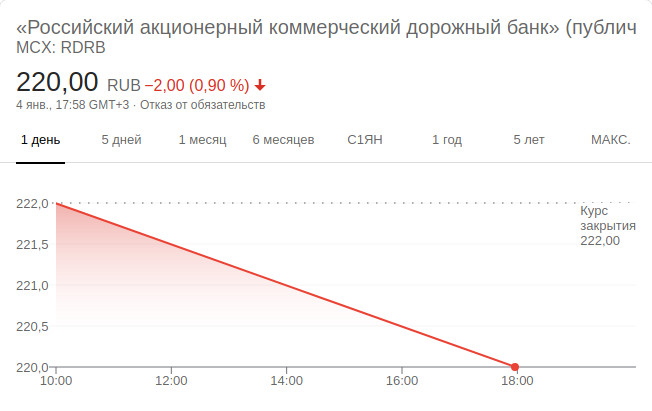 «Российский акционерный коммерческий дорожный банк» (публич
MCX: RDRB
220,00 RUB −2,00 (0,90 %)
4 янв., 17:58 GMT+3 · Отказ от обязательств
1 день 5 дней 1 месяц 6 месяцев С1ЯН 1 год 5 лет МАКС.
222,0
Курс
закрытия
222,00
221,5
221,0
220,5
220,0
10:00 12:00 14:00 16:00 18:00